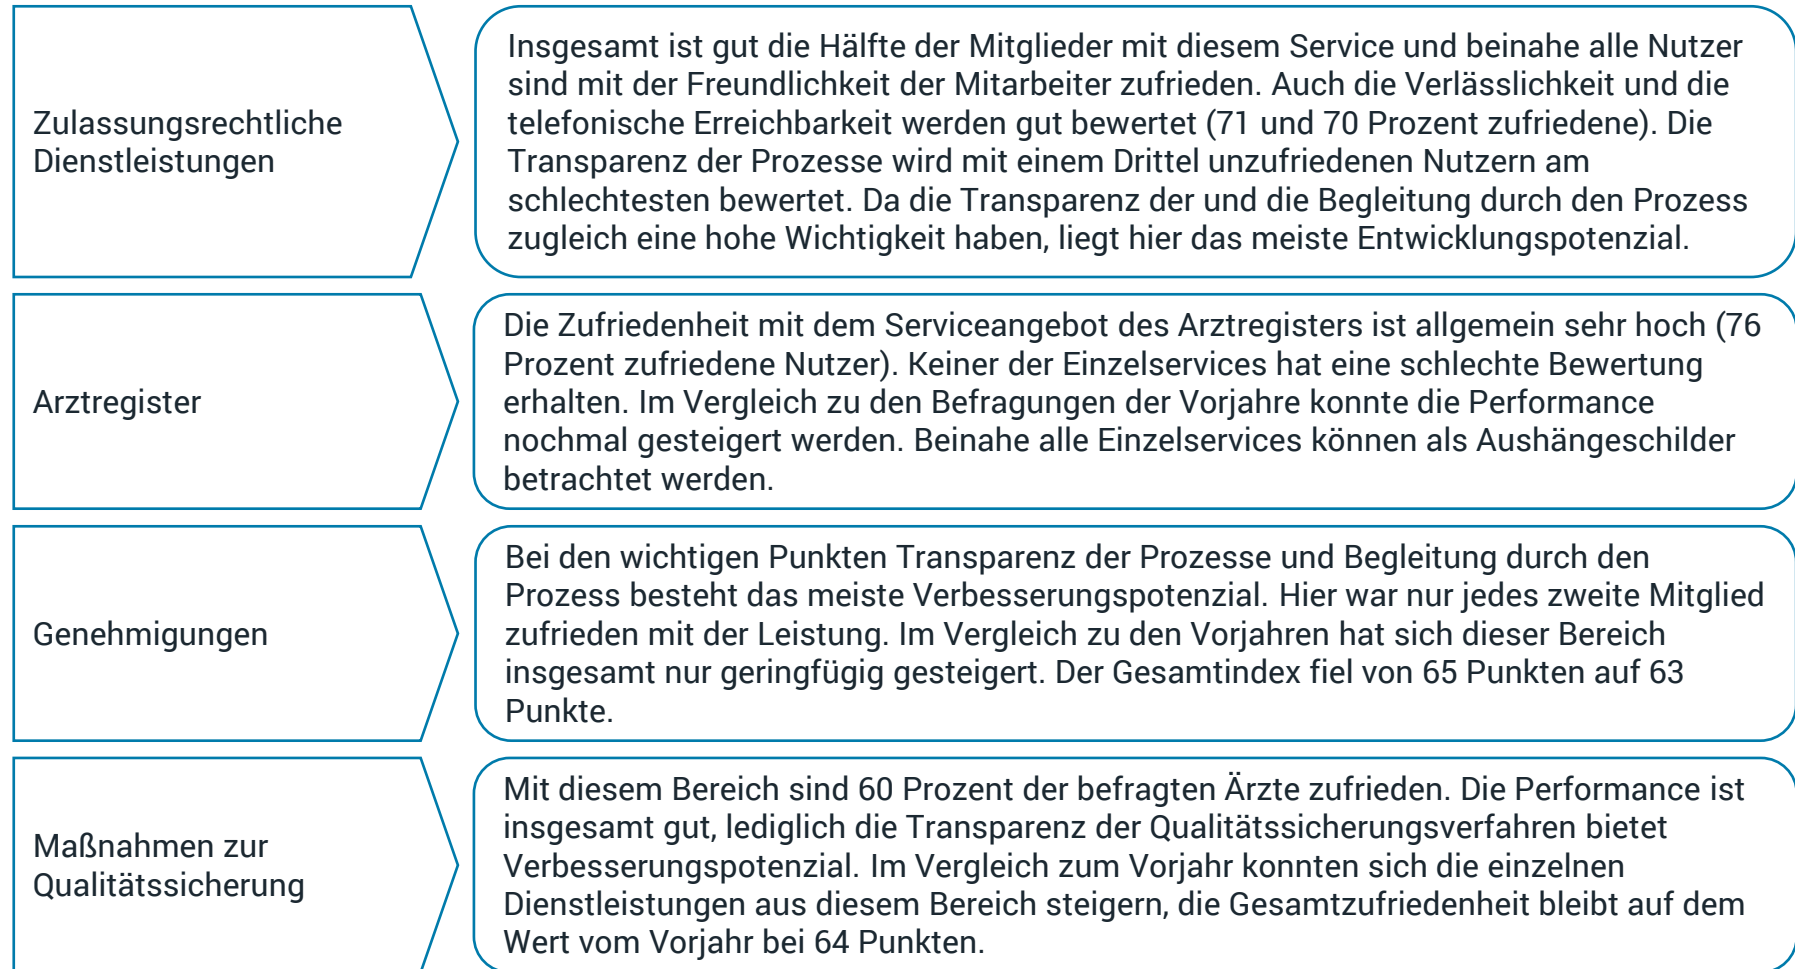 Zulassungsrechtliche
Dienstleistungen
Insgesamt ist gut die Hälfte der Mitglieder mit diesem Service und beinahe alle Nutzer
sind mit der Freundlichkeit der Mitarbeiter zufrieden. Auch die Verlässlichkeit und die
telefonische Erreichbarkeit werden gut bewertet (71 und 70 Prozent zufriedene). Die
Transparenz der Prozesse wird mit einem Drittel unzufriedenen Nutzern am
schlechtesten bewertet. Da die Transparenz der und die Begleitung durch den Prozess
zugleich eine hohe Wichtigkeit haben, liegt hier das meiste Entwicklungspotenzial.
Arztregister
Die Zufriedenheit mit dem Serviceangebot des Arztregisters ist allgemein sehr hoch (76
Prozent zufriedene Nutzer). Keiner der Einzelservices hat eine schlechte Bewertung
erhalten. Im Vergleich zu den Befragungen der Vorjahre konnte die Performance
nochmal gesteigert werden. Beinahe alle Einzelservices können als Aushängeschilder
betrachtet werden.
Genehmigungen
Bei den wichtigen Punkten Transparenz der Prozesse und Begleitung durch den
Prozess besteht das meiste Verbesserungspotenzial. Hier war nur jedes zweite Mitglied
zufrieden mit der Leistung. Im Vergleich zu den Vorjahren hat sich dieser Bereich
insgesamt nur geringfügig gesteigert. Der Gesamtindex fiel von 65 Punkten auf 63
Punkte.
Maßnahmen zur
Qualitätssicherung
Mit diesem Bereich sind 60 Prozent der befragten Ärzte zufrieden. Die Performance ist
insgesamt gut, lediglich die Transparenz der Qualitätssicherungsverfahren bietet
Verbesserungspotenzial. Im Vergleich zum Vorjahr konnten sich die einzelnen
Dienstleistungen aus diesem Bereich steigern, die Gesamtzufriedenheit bleibt auf dem
Wert vom Vorjahr bei 64 Punkten.